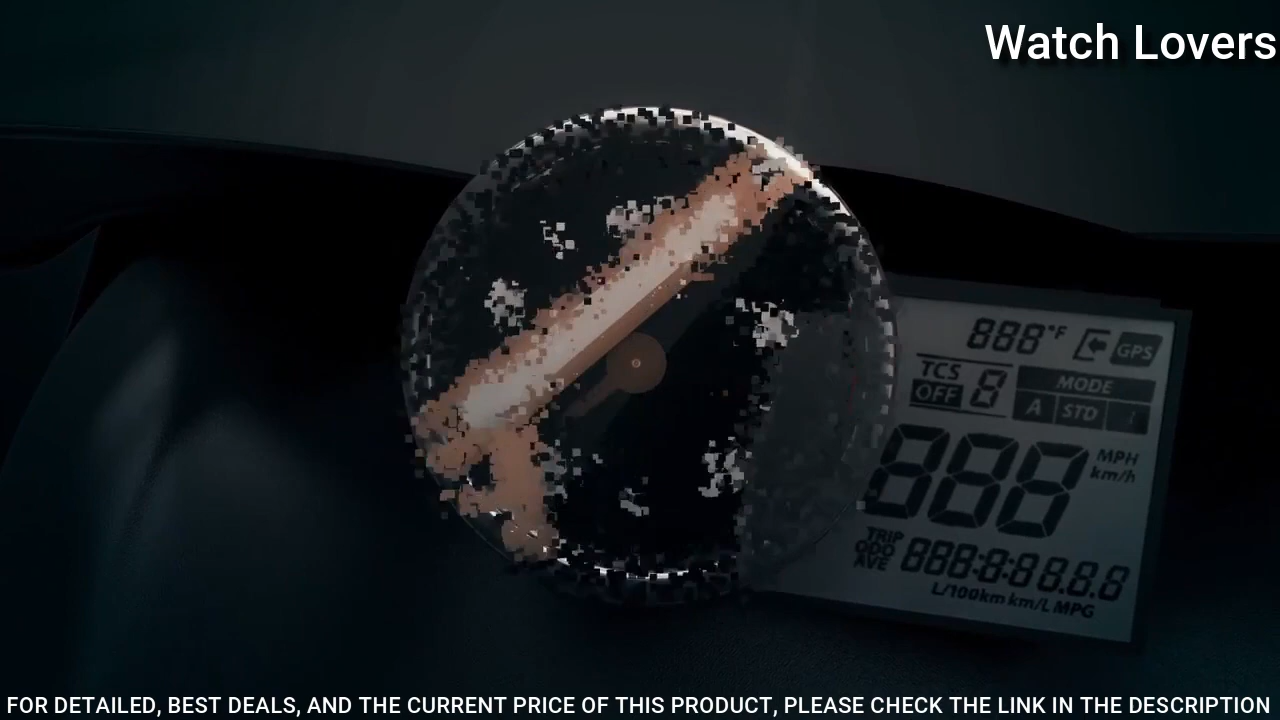 Watch Lovers
888°F GPS
TCS
OFF 8 MODE
A STD
888 MPH
km/h
TRIP
ODO
AVE 888:8:88.8.8
L/100km km/L MPG
FOR DETAILED, BEST DEALS, AND THE CURRENT PRICE OF THIS PRODUCT, PLEASE CHECK THE LINK IN THE DESCRIPTION